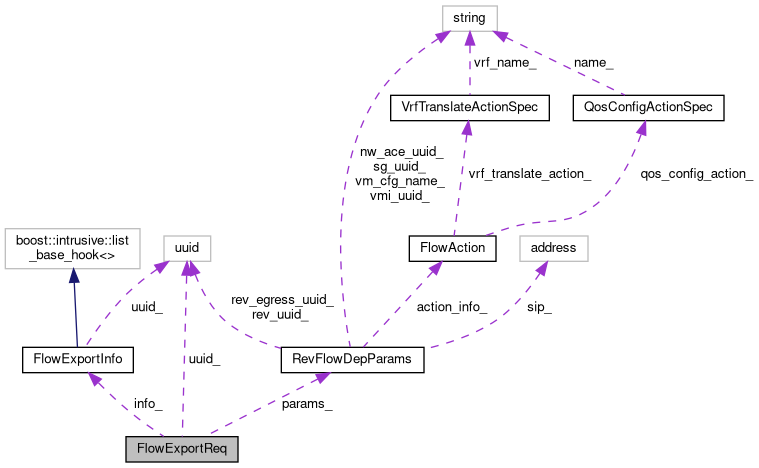 string
vrf_name_
name_
VrfTranslateActionSpec
QosConfigActionSpec
nw_ace_uuid_
sg_uuid_
vm_cfg_name_
vmi_uuid_
vrf_translate_action_
qos_config_action_
boost::intrusive::list
_base_hook<>
uuid
FlowAction
address
uuid_
rev_egress_uuid_
rev_uuid_
action_info_
sip_
FlowExportInfo
uuid_
RevFlowDepParams
info_
params_
FlowExportReq